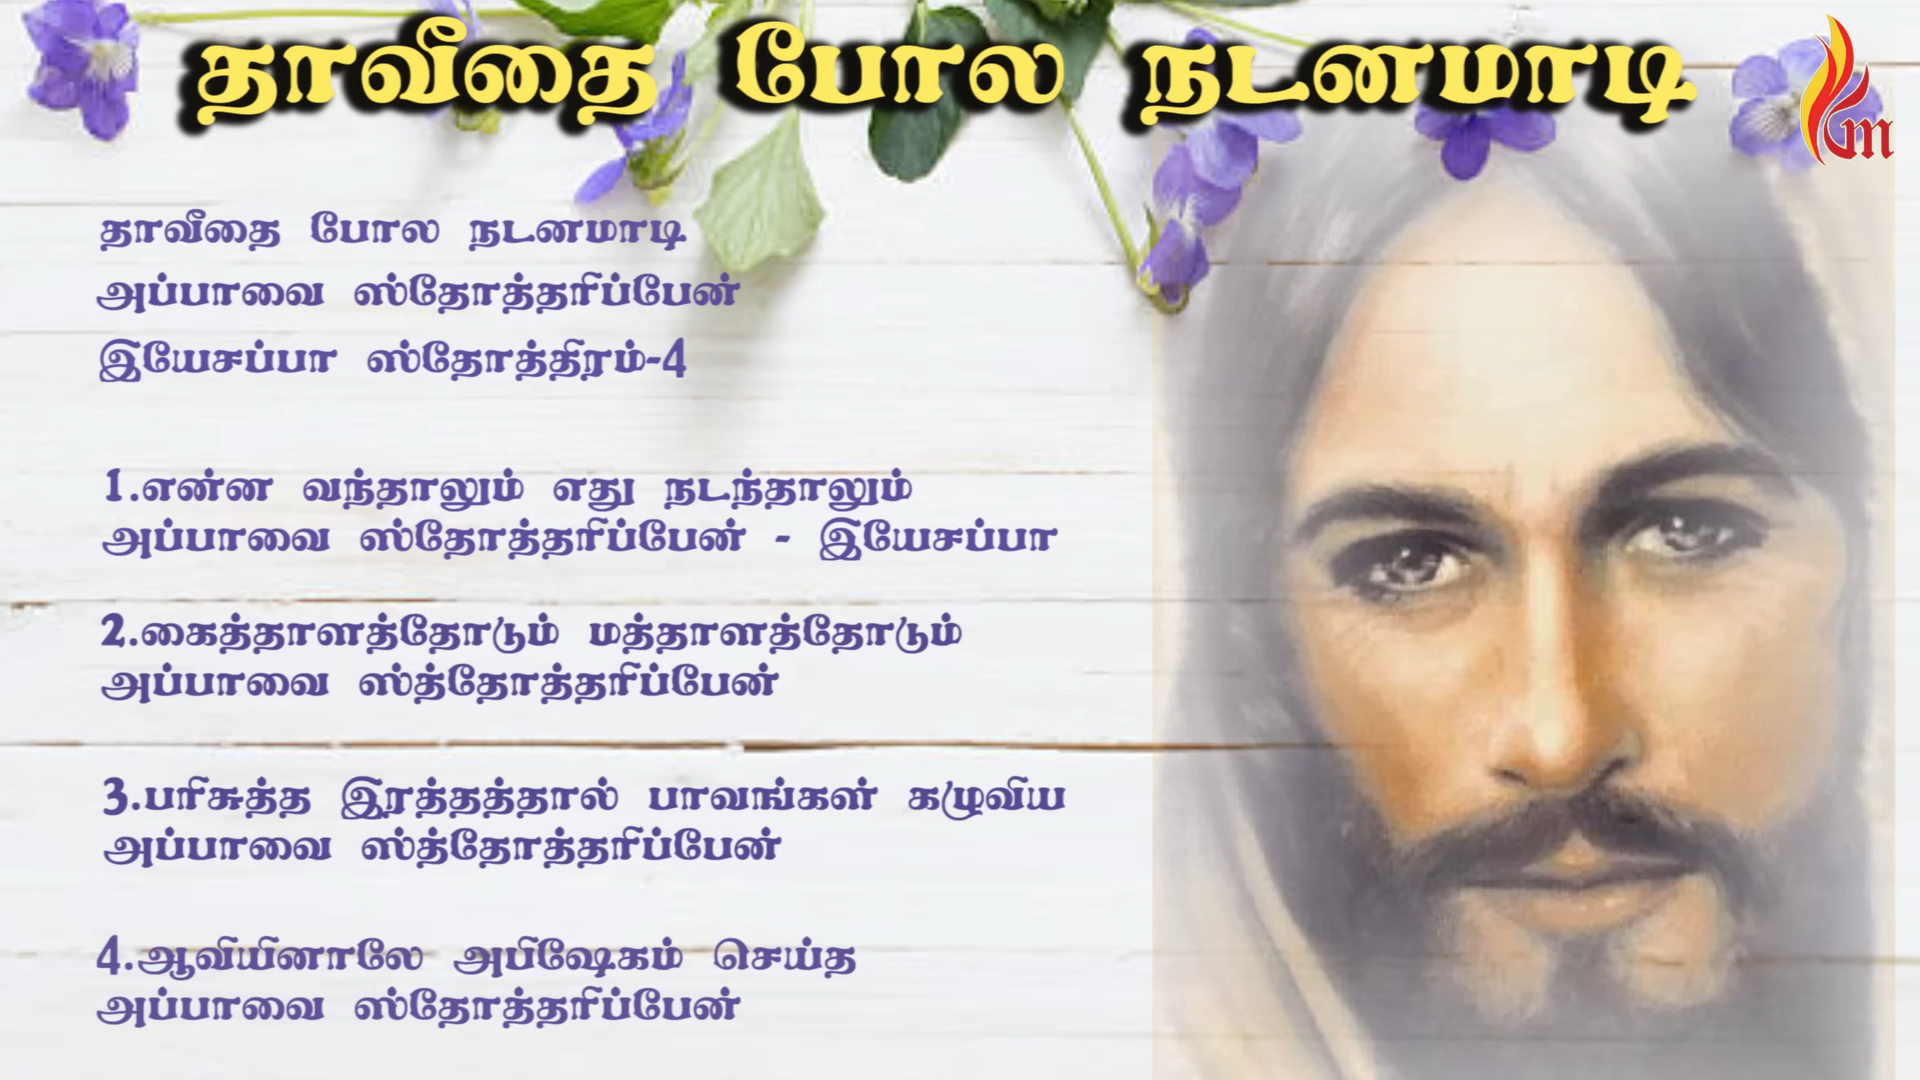 தாவீதை போல நடனமாடி
தாவீதை போல நடனமாடி
அப்பாவை ஸ்தோத்தரிப்பேன்
இயேசப்பா ஸ்தோத்திரம்-4
1.என்ன வந்தாலும் எது நடந்தாலும்
அப்பாவை ஸ்தோத்தரிப்பேன் - இயேசப்பா
2.கைத்தாளத்தோடும் மத்தாளத்தோடும்
அப்பாவை ஸ்த்தோத்தரிப்பேன்
3.பரிசுத்த இரத்தத்தால் பாவங்கள் கழுவிய
அப்பாவை ஸ்த்தோத்தரிப்பேன்
4.ஆவியினாலே அபிஷேகம் செய்த
அப்பாவை ஸ்தோத்தரிப்பேன்